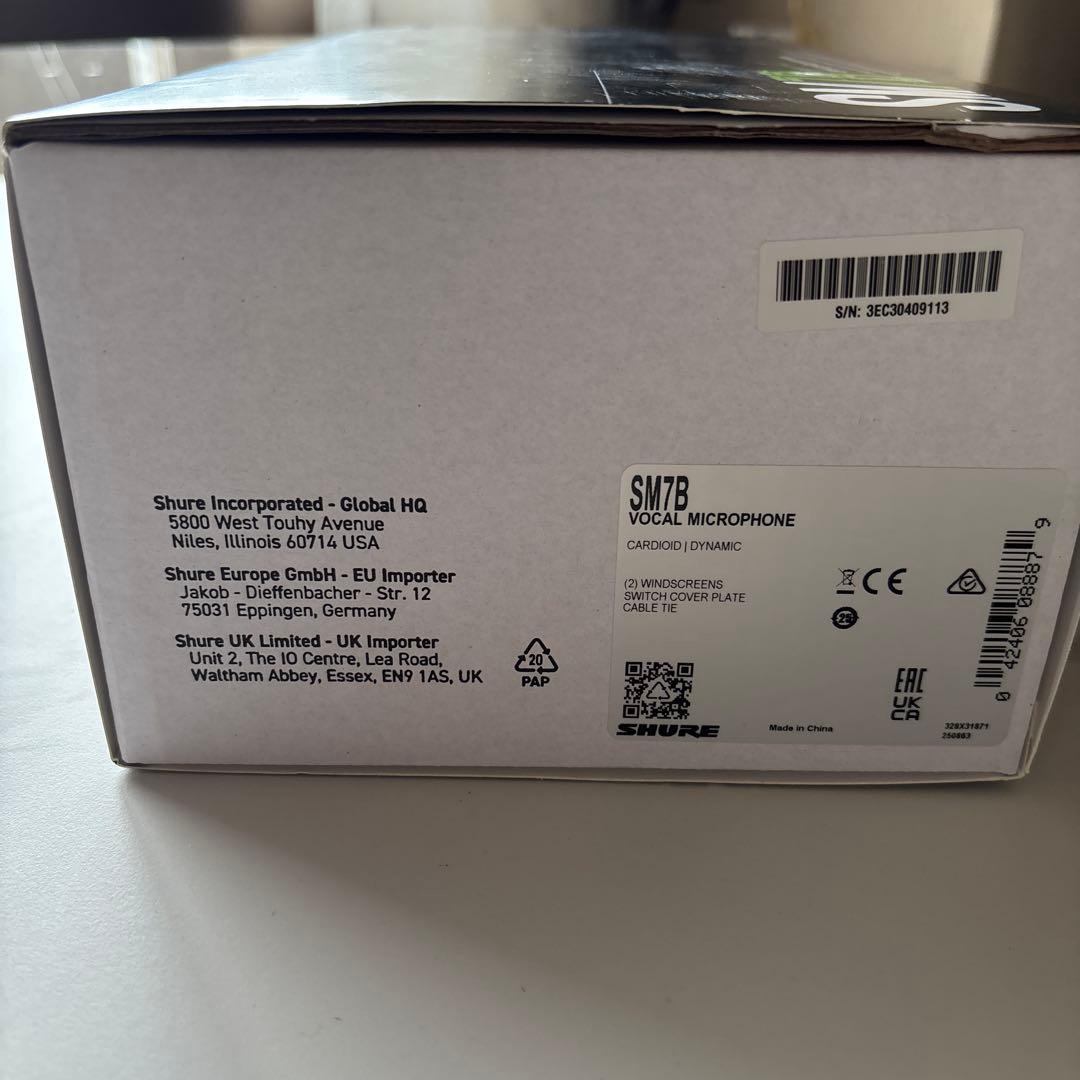 S/N: 3EC30409113
Shure Incorporated - Global HQ
5800 West Touhy Avenue
Niles, Illinois 60714 USA
Shure Europe GmbH - EU Importer
Jakob - Dieffenbacher - Str. 12
75031 Eppingen, Germany
Shure UK Limited - UK Importer
Unit 2, The IO Centre, Lea Road,
Waltham Abbey, Essex, EN9 1AS, UK
20
PAP
SM7B
VOCAL MICROPHONE
CARDIOID | DYNAMIC
(2) WINDSCREENS
SWITCH COVER PLATE
CABLE TIE
CE
25
EAC
UK
CA
SHURE
Made in China
328X31871
250863
0 42406 08887 9